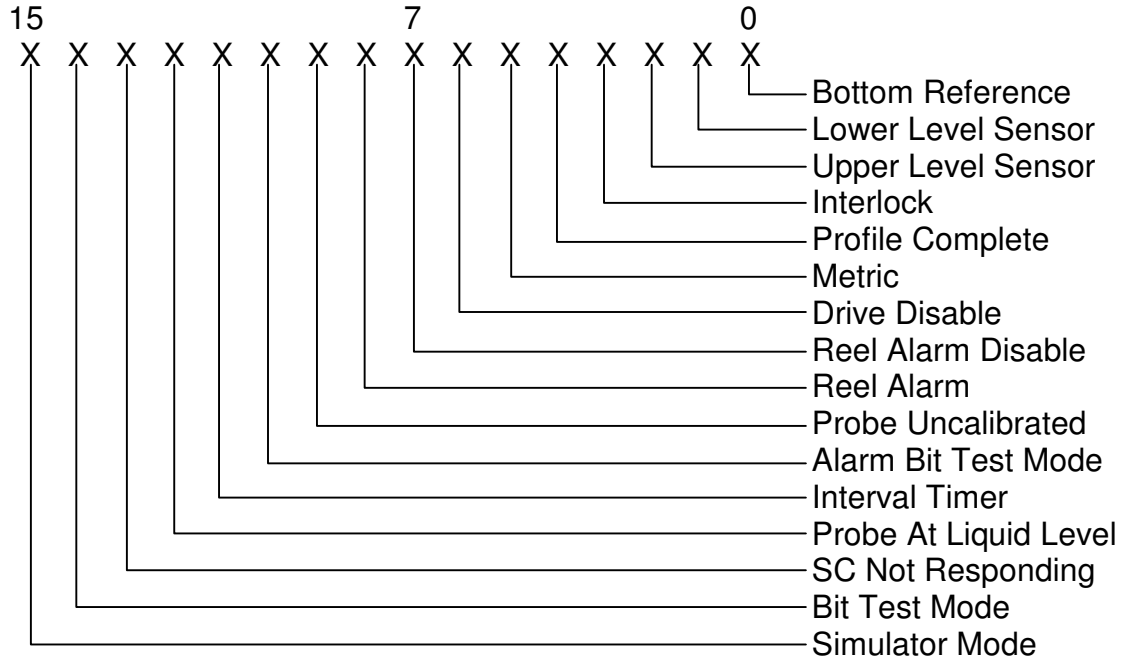 15 7 0
X X X X X X X X X X X X X X X X
Bottom Reference
Lower Level Sensor
Upper Level Sensor
Interlock
Profile Complete
Metric
Drive Disable
Reel Alarm Disable
Reel Alarm
Probe Uncalibrated
Alarm Bit Test Mode
Interval Timer
Probe At Liquid Level
SC Not Responding
Bit Test Mode
Simulator Mode